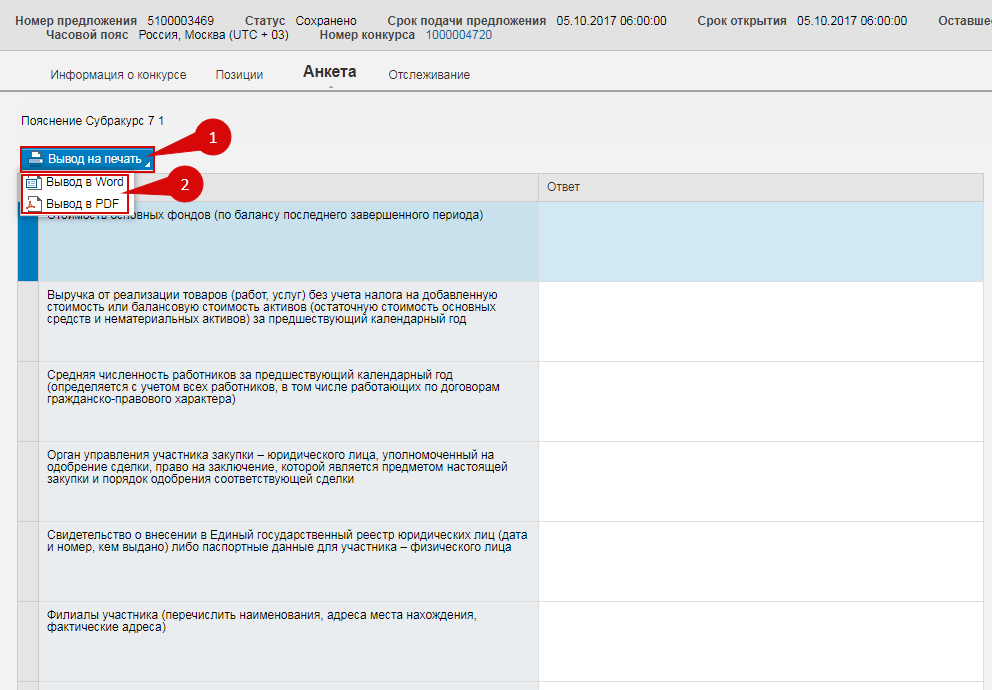 Номер предложения 5100003469 Статус Сохранено Срок подачи предложения 05.10.2017 06:00:00 Срок открытия 05.10.2017 06:00:00
Часовой пояс Россия, Москва (UTC + 03) Номер конкурса 1000004720
Информация о конкурсе Позиции Анкета Отслеживание
Пояснение Субракурс 7 1
1
Вывод на печать
Вывод в Word
2
Вывод в PDF
Ответ
Стоимость основных фондов (по балансу последнего завершенного периода)
Выручка от реализации товаров (работ, услуг) без учета налога на добавленную
стоимость или балансовую стоимость активов (остаточную стоимость основных
средств и нематериальных активов) за предшествующий календарный год
Средняя численность работников за предшествующий календарный год
(определяется с учетом всех работников, в том числе работающих по договорам
гражданско-правового характера)
Орган управления участника закупки – юридического лица, уполномоченный на
одобрение сделки, право на заключение, которой является предметом настоящей
закупки и порядок одобрения соответствующей сделки
Свидетельство о внесении в Единый государственный реестр юридических лиц (дата
и номер, кем выдано) либо паспортные данные для участника – физического лица
Филиалы участника (перечислить наименования, адреса места нахождения,
фактические адреса)